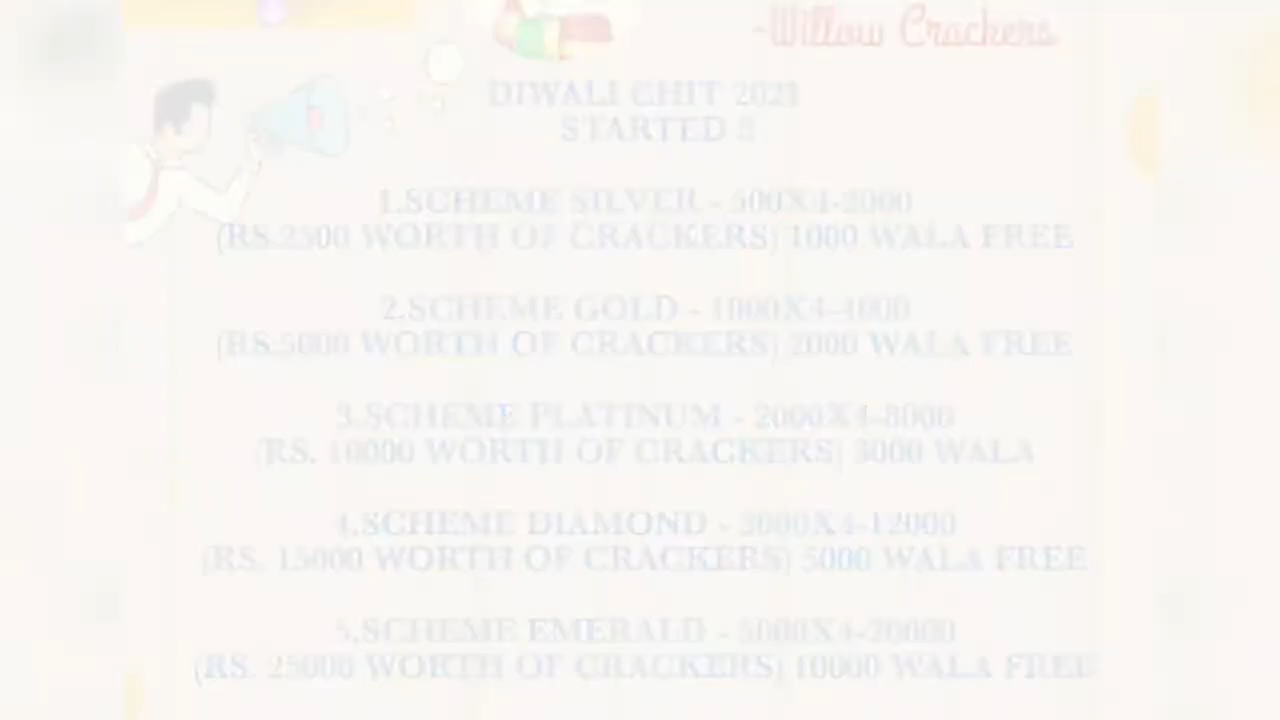 -Willow Crackers
DIWALI CHIT 2021
STARTED !!
1.SCHEME SILVER - 500X4-2000
(RS.2500 WORTH OF CRACKERS) 1000 WALA FREE
2.SCHEME GOLD - 1000X4-4000
(RS.5000 WORTH OF CRACKERS) 2000 WALA FREE
3.SCHEME PLATINUM - 2000X4-8000
(RS. 10000 WORTH OF CRACKERS) 3000 WALA
4.SCHEME DIAMOND - 3000X4-12000
(RS. 15000 WORTH OF CRACKERS) 5000 WALA FREE
5.SCHEME EMERALD - 5000X4-20000
(RS. 25000 WORTH OF CRACKERS) 10000 WALA FREE